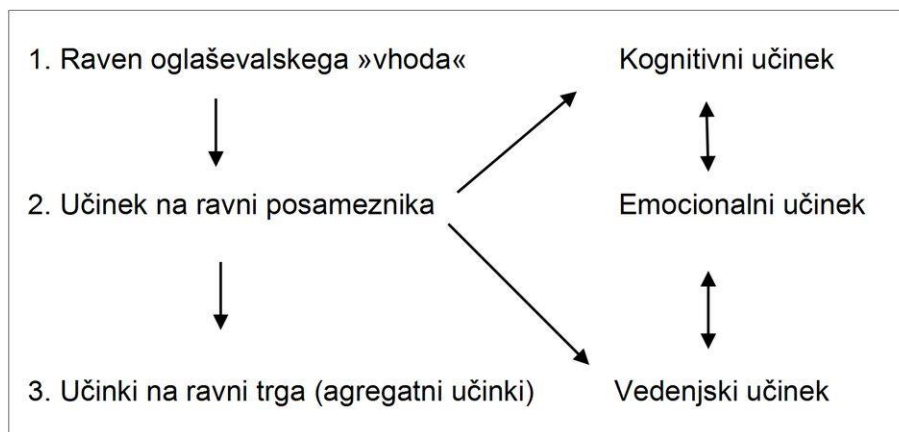 1. Raven oglaševalskega »vhoda«
Kognitivni učinek
2. Učinek na ravni posameznika
Emocionalni učinek
3. Učinki na ravni trga (agregatni učinki)
Vedenjski učinek